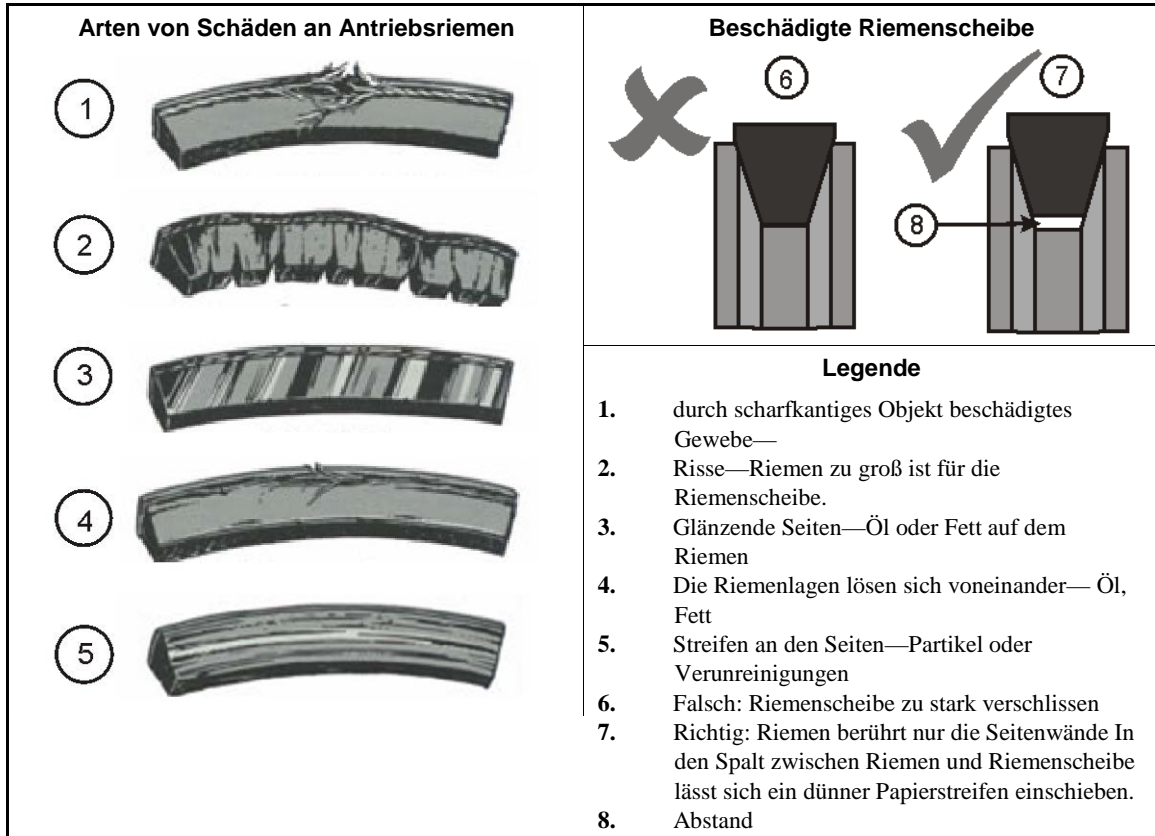 Arten von Schäden an Antriebsriemen
1
2
3
4
5
Beschädigte Riemenscheibe
6
7
8
Legende
1. durch scharfkantiges Objekt beschädigtes
Gewebe—
2. Risse—Riemen zu groß ist für die
Riemenscheibe.
3. Glänzende Seiten—Öl oder Fett auf dem
Riemen
4. Die Riemenlagen lösen sich voneinander— Öl,
Fett
5. Streifen an den Seiten—Partikel oder
Verunreinigungen
6. Falsch: Riemenscheibe zu stark verschlissen
7. Richtig: Riemen berührt nur die Seitenwände In
den Spalt zwischen Riemen und Riemenscheibe
lässt sich ein dünner Papierstreifen einschieben.
8. Abstand